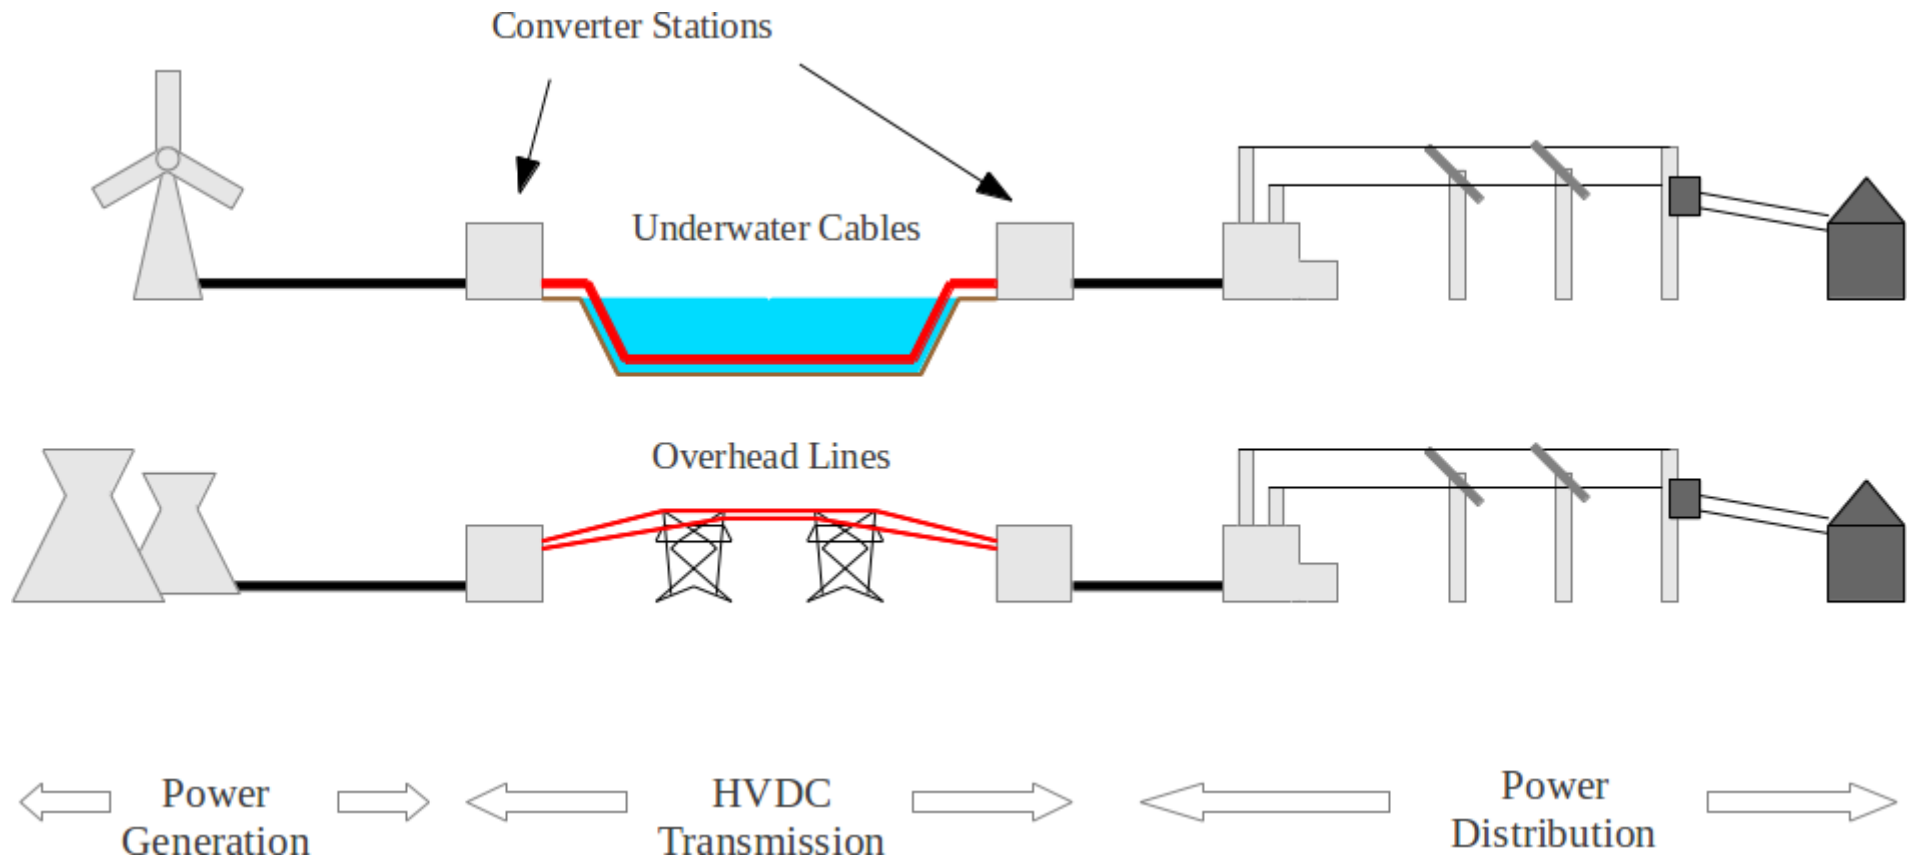 Converter Stations
Underwater Cables
Overhead Lines
Power
Generation
HVDC
Transmission
Power
Distribution